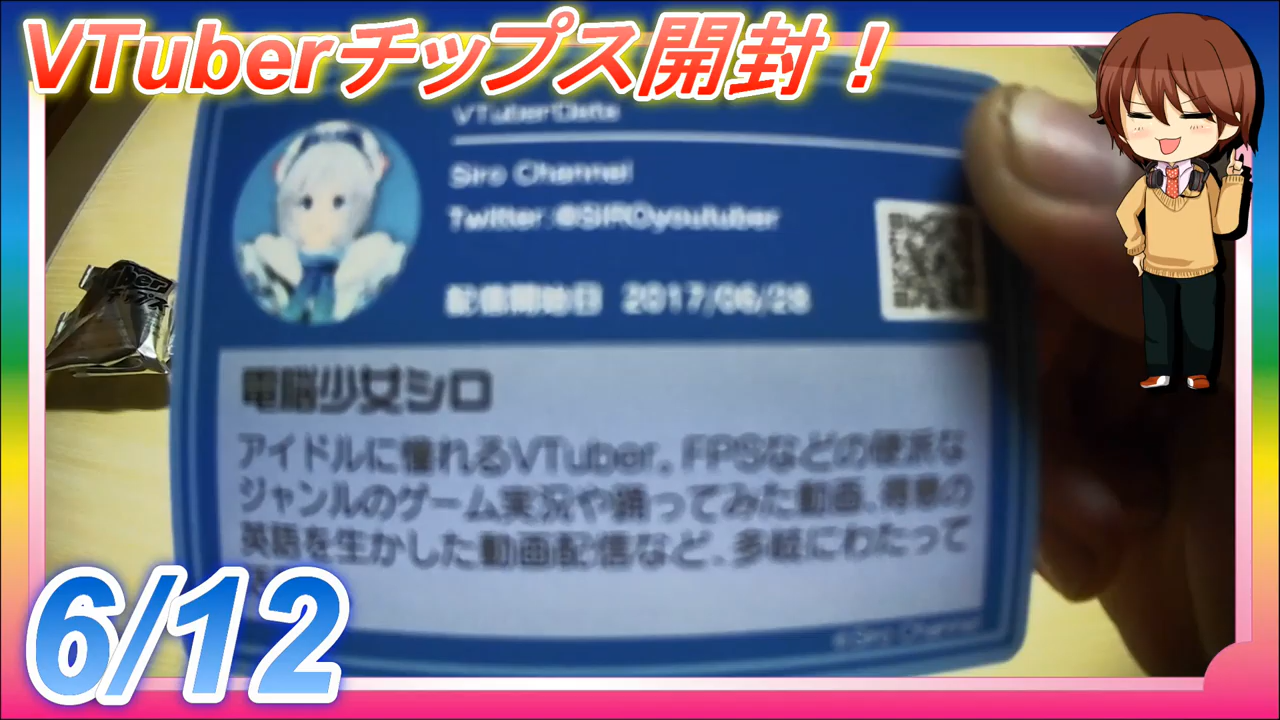 VTuberチップス開封!
VTuberData
Siro Channel
Twitter:@SIROyoutuber
配信開始日 2017/06/28
電脳少女シロ
アイドルに憧れるVTuber。FPSなどの硬派な
ジャンルのゲーム実況や踊ってみた動画、得意の
英語を生かした動画配信など、多岐にわたって
©Siro Channel
6/12